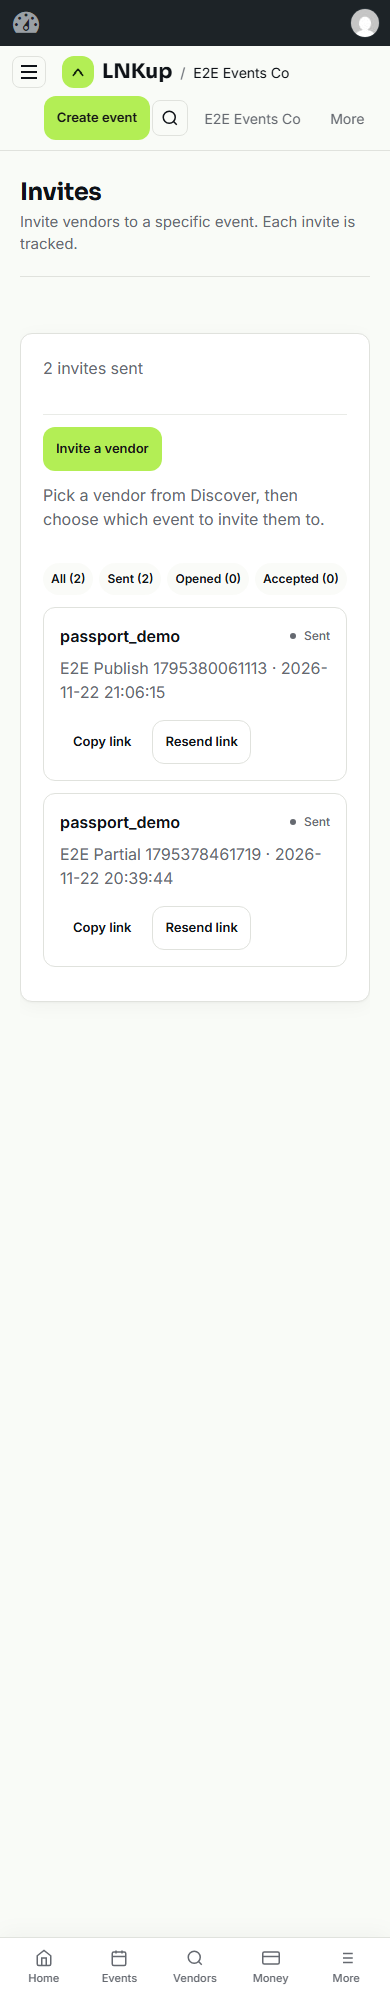 LNKup / E2E Events Co
Create event
E2E Events Co
More
Invites
Invite vendors to a specific event. Each invite is
tracked.
2 invites sent
Invite a vendor
Pick a vendor from Discover, then
choose which event to invite them to.
All (2)
Sent (2)
Opened (0)
Accepted (0)
passport_demo
Sent
E2E Publish 1795380061113 · 2026-
11-22 21:06:15
Copy link
Resend link
passport_demo
Sent
E2E Partial 1795378461719 · 2026-
11-22 20:39:44
Copy link
Resend link
Home
Events
Vendors
Money
More